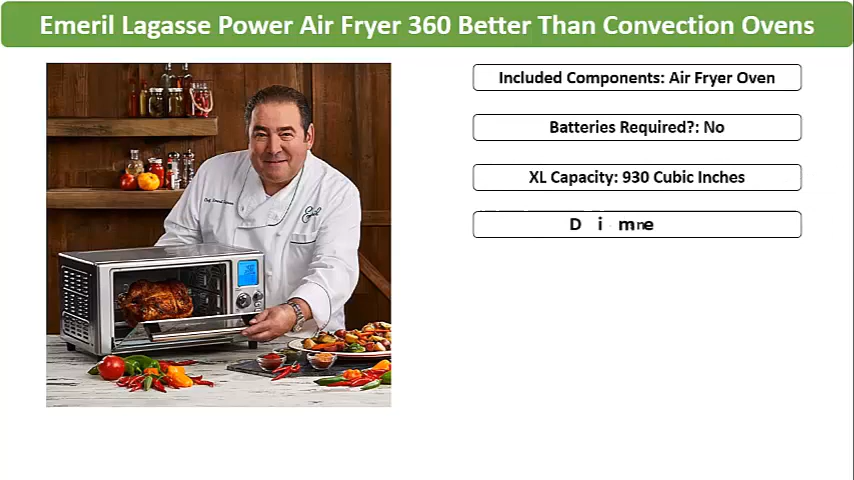 Emeril Lagasse Power Air Fryer 360 Better Than Convection Ovens
Included Components: Air Fryer Oven
Batteries Required?: No
XL Capacity: 930 Cubic Inches